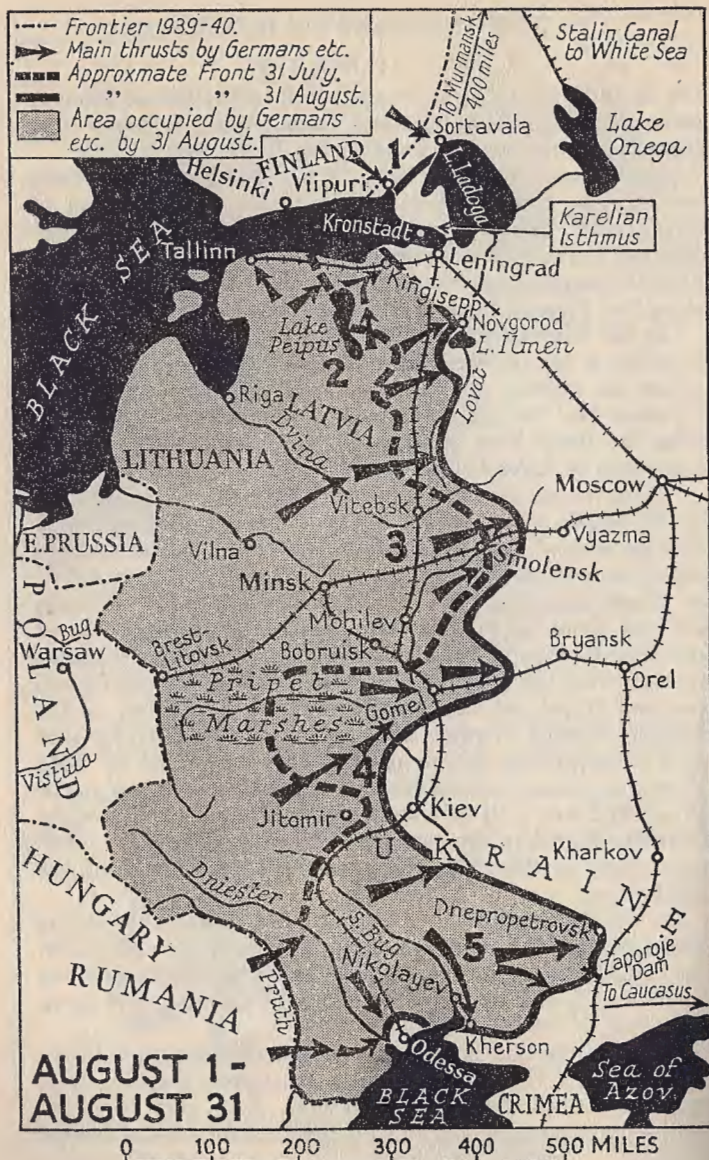 Frontier 1939-40.
Main thrusts by Germans etc.
Approxmate Front 31 July.
" " 31 August.
Area occupied by Germans
etc. by 31 August.
Stalin Canal
to White Sea
To Murmansk
400 miles
Sortavala
Lake
Onega
L. Ladoga
1
FINLAND
Helsinki
Viipuri
Kronstadt
Karelian
Isthmus
Tallinn
Leningrad
Kingisepp
Novgorod
L. Ilmen
Lake
Peipus
2
BLACK SEA
Riga
LATVIA
Dvina
Lovat
LITHUANIA
Vitebsk
Moscow
3
Vyazma
E. PRUSSIA
Vilna
Smolensk
Minsk
Mohilev
POLAND
Bug
Warsaw
Brest-
Litovsk
Bobruisk
Bryansk
Orel
Pripet
Marshes
Gomel
Vistula
4
Jitomir
Kiev
UKRAINE
Kharkov
HUNGARY
Dniester
Dnepropetrovsk
S. Bug
5
Zaporoje
Dam
Nikolayev
To Caucasus
RUMANIA
Pruth
Kherson
Odessa
AUGUST 1-
AUGUST 31
BLACK
SEA
CRIMEA
Sea of
Azov
0 100 200 300 400 500 MILES